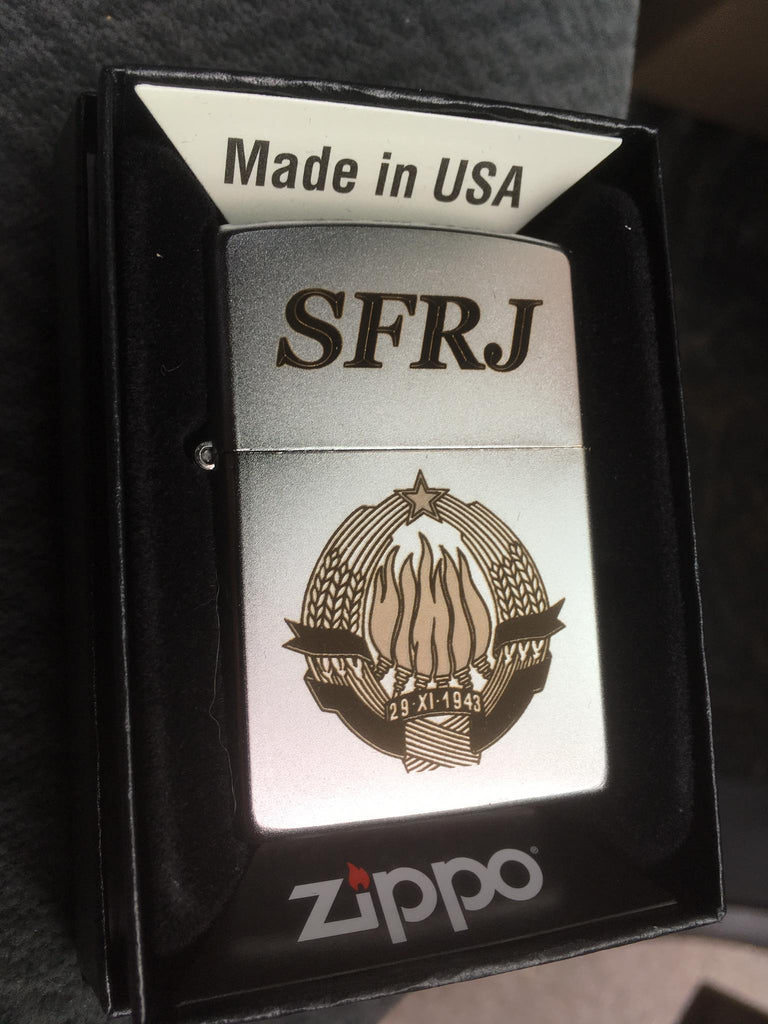 Made in USA
SFRJ
29·XI·1943
zippo®